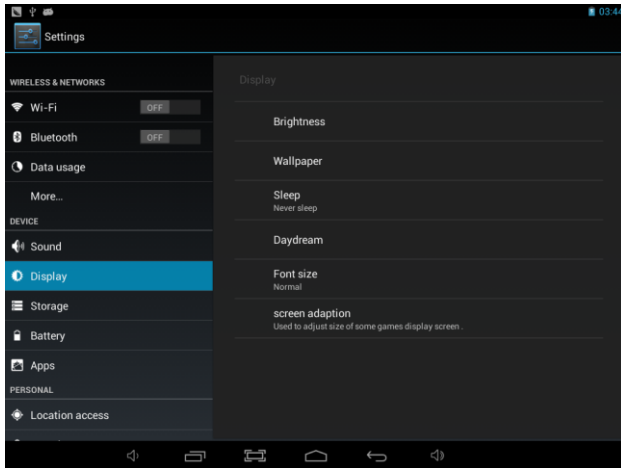 03:44
Settings
WIRELESS & NETWORKS
Wi-Fi OFF
Bluetooth OFF
Data usage
More...
DEVICE
Sound
Display
Storage
Battery
Apps
PERSONAL
Location access
Display
Brightness
Wallpaper
Sleep
Never sleep
Daydream
Font size
Normal
screen adaption
Used to adjust size of some games display screen .